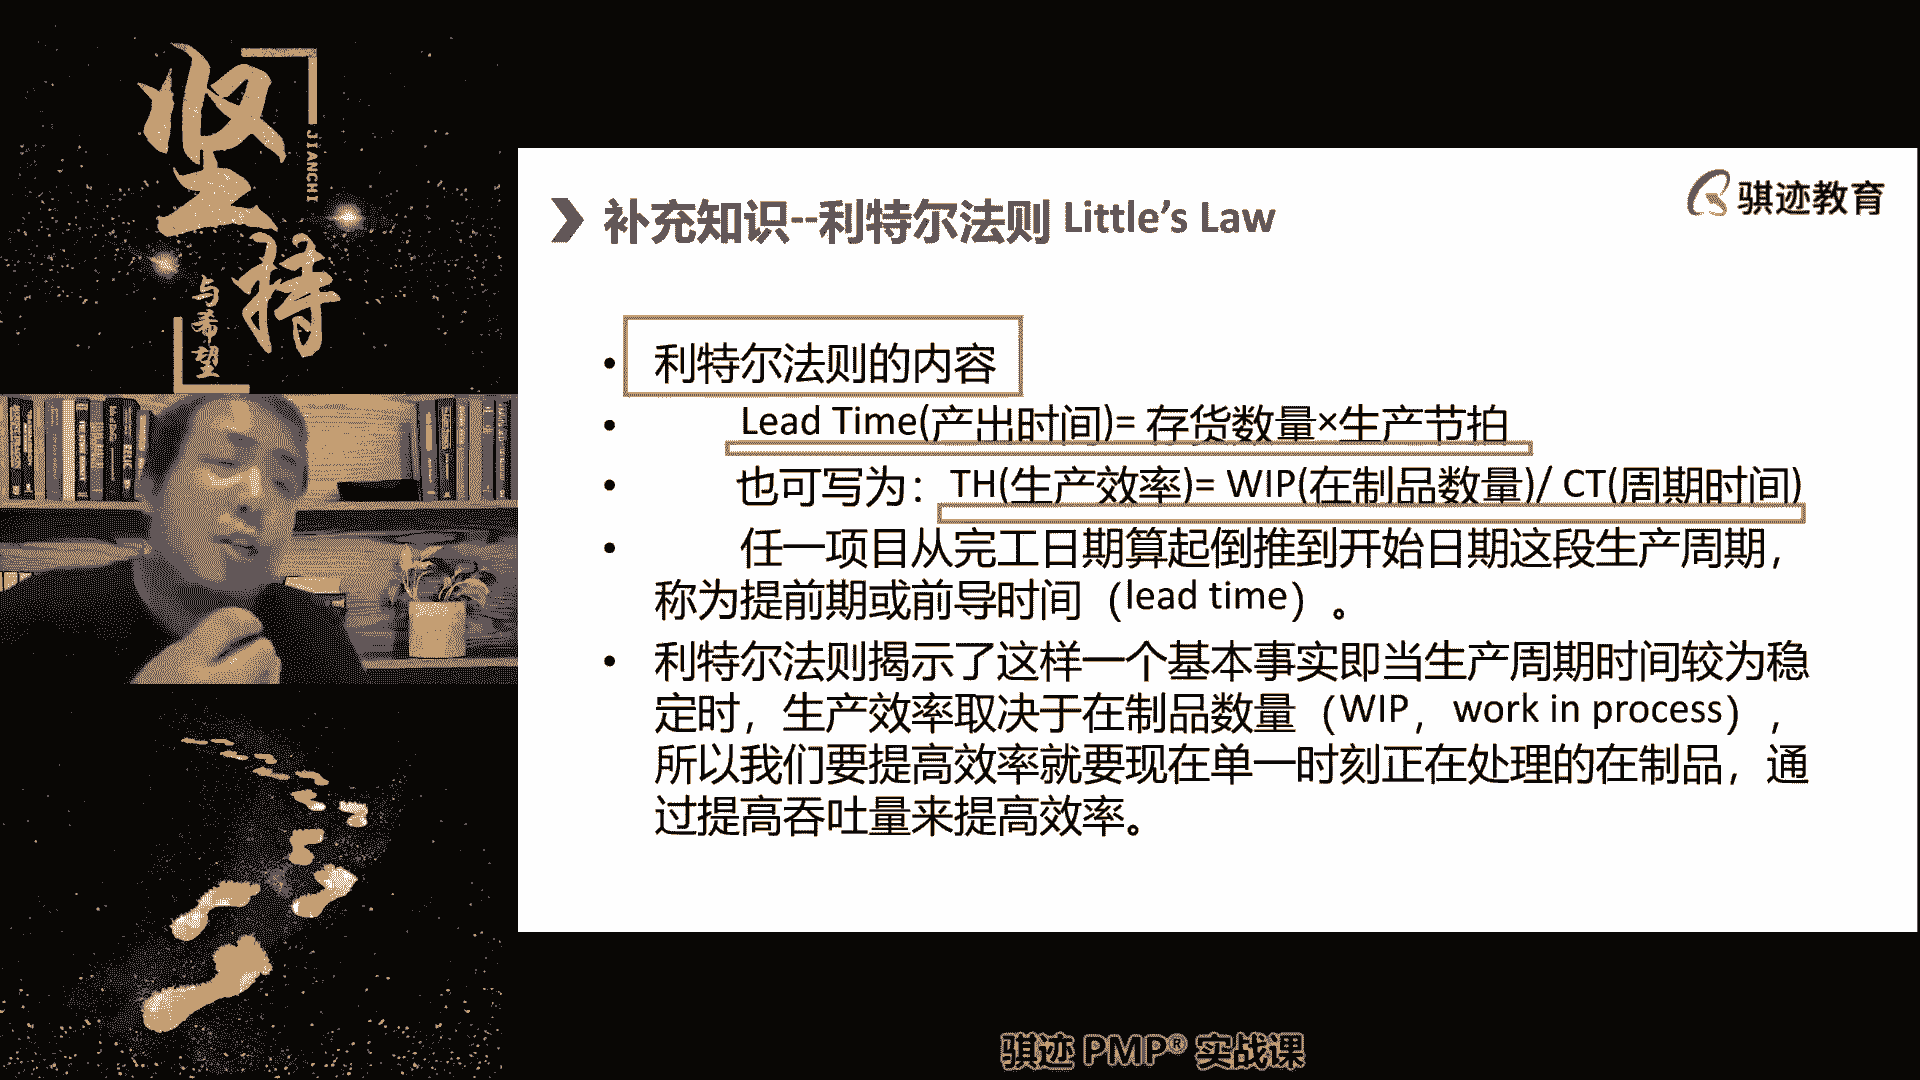 坚持
JIANCHI
与希望
骐迹教育
补充知识--利特尔法则 Little's Law
• 利特尔法则的内容
• Lead Time(产出时间)= 存货数量×生产节拍
• 也可写为：TH(生产效率)= WIP(在制品数量)/ CT(周期时间)
• 任一项目从完工日期算起倒推到开始日期这段生产周期，
称为提前期或前导时间（lead time）。
• 利特尔法则揭示了这样一个基本事实即当生产周期时间较为稳
定时，生产效率取决于在制品数量（WIP，work in process），
所以我们要提高效率就要现在单一时刻正在处理的在制品，通
过提高吞吐量来提高效率。
骐迹 PMP® 实战课